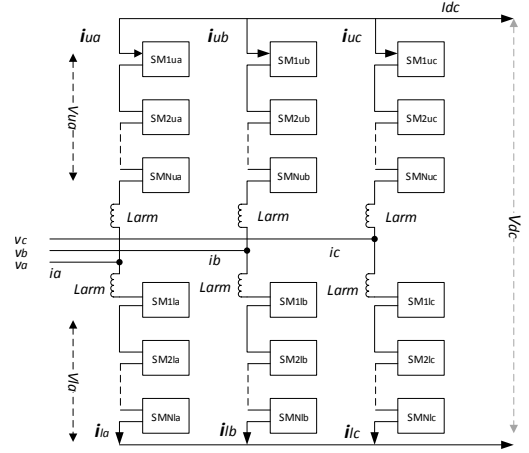 Idc
iua iub iuc
SM1ua SM1ub SM1uc
Vua
SM2ua SM2ub SM2uc
SMNua SMNub SMNuc
Larm Larm Larm
Vdc
vc
vb
va ia ib ic
Larm Larm Larm
SM1la SM1lb SM1lc
Vla
SM2la SM2lb SM2lc
SMNla SMNlb SMNlc
ila ilb ilc